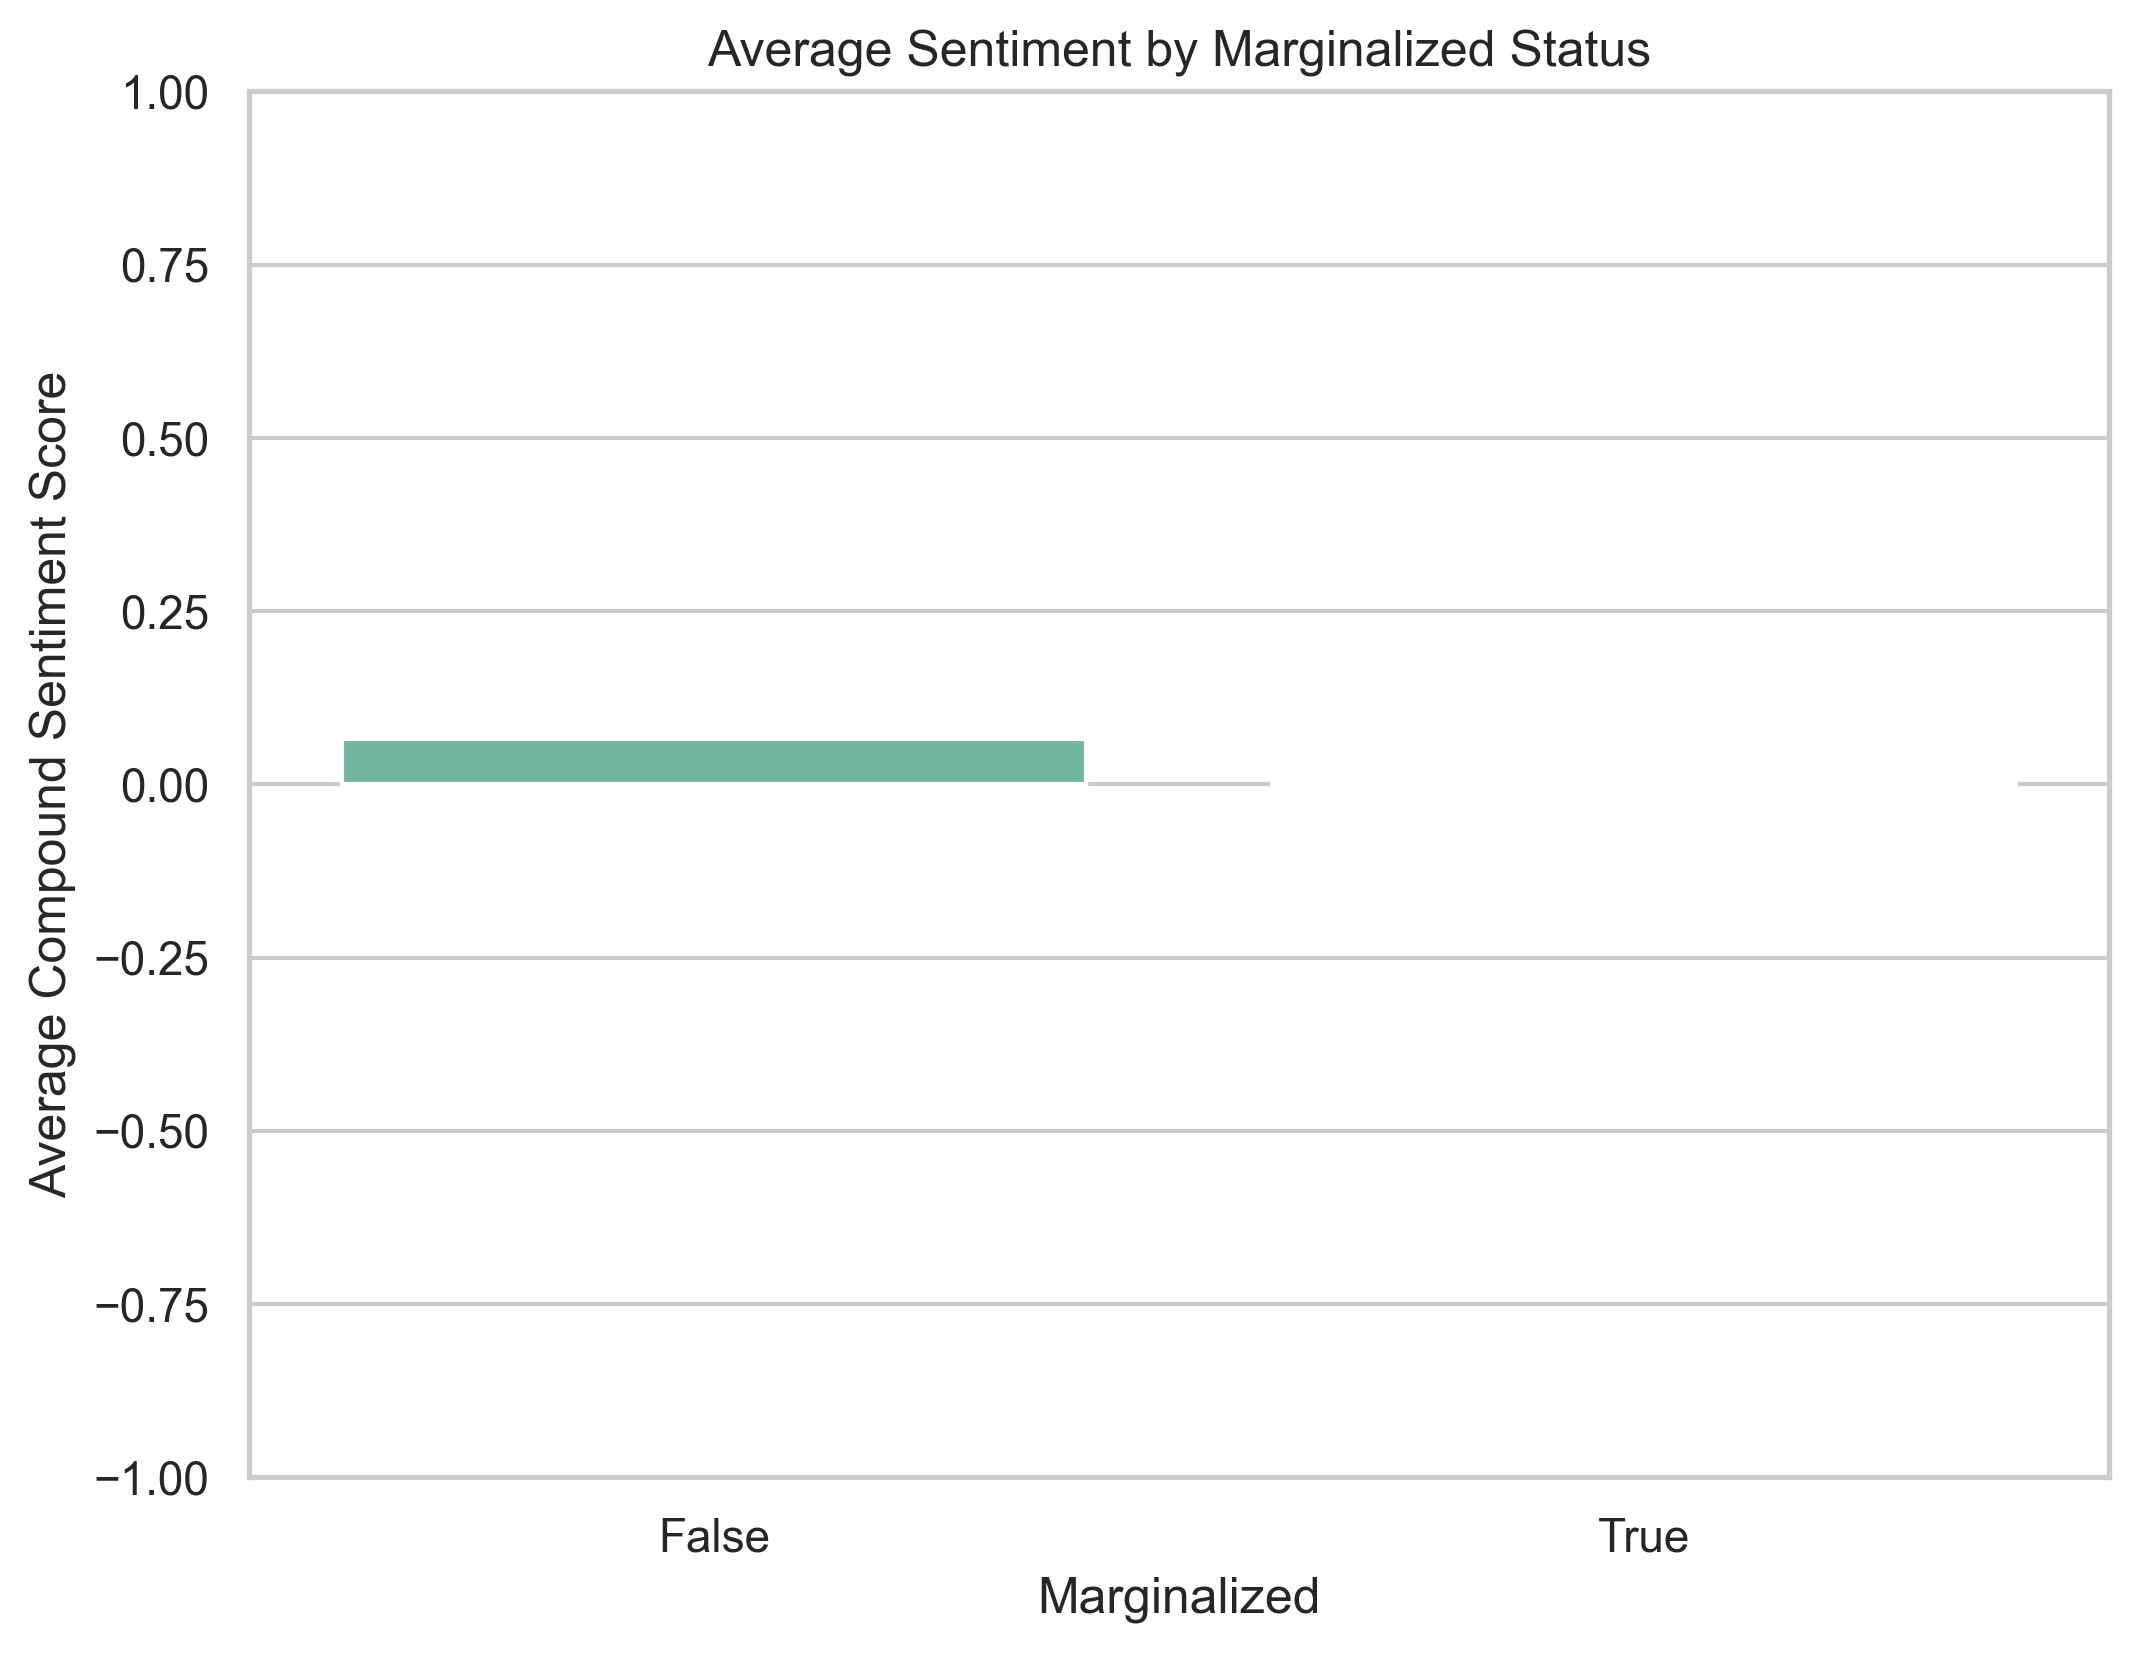 Average Sentiment by Marginalized Status
1.00
0.75
0.50
0.25
0.00
−0.25
−0.50
−0.75
−1.00
Average Compound Sentiment Score
False
True
Marginalized